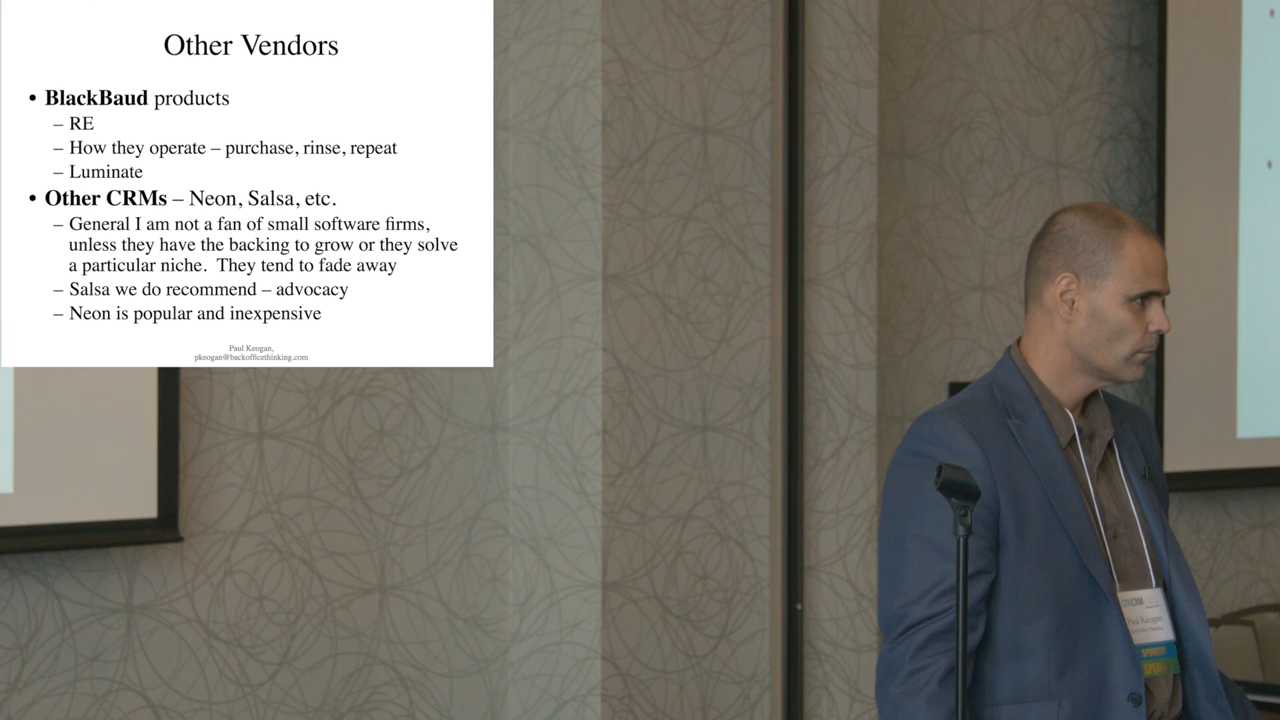 Other Vendors
• BlackBaud products
– RE
– How they operate – purchase, rinse, repeat
– Luminate
• Other CRMs – Neon, Salsa, etc.
– General I am not a fan of small software firms,
unless they have the backing to grow or they solve
a particular niche. They tend to fade away
– Salsa we do recommend – advocacy
– Neon is popular and inexpensive
Paul Keogan,
pkeogan@backofficethinking.com
Paul Keogan
SPONSOR
SPEAKER